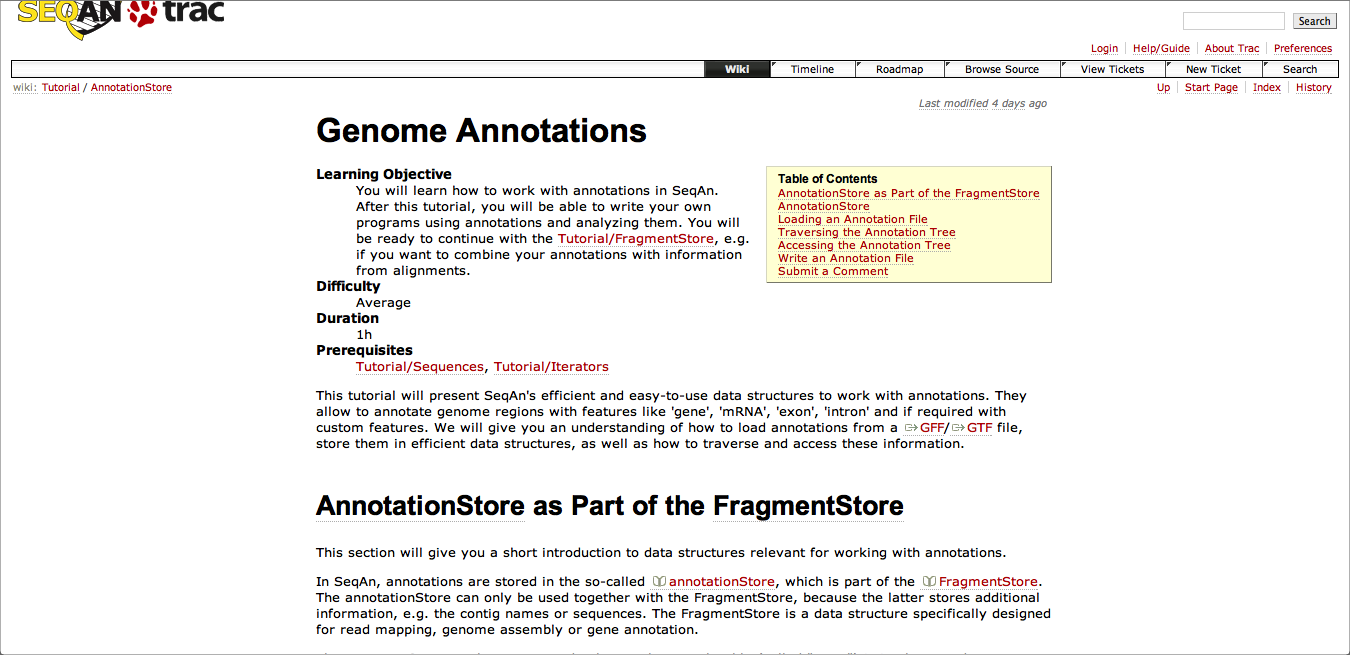 SEQAN trac
Search
Login Help/Guide About Trac Preferences
Wiki Timeline Roadmap Browse Source View Tickets New Ticket Search
wiki: Tutorial / AnnotationStore
Up Start Page Index History
Last modified 4 days ago
Genome Annotations
Learning Objective
You will learn how to work with annotations in SeqAn.
After this tutorial, you will be able to write your own
programs using annotations and analyzing them. You will
be ready to continue with the Tutorial/FragmentStore, e.g.
if you want to combine your annotations with information
from alignments.
Difficulty
Average
Duration
1h
Prerequisites
Tutorial/Sequences, Tutorial/Iterators
Table of Contents
AnnotationStore as Part of the FragmentStore
AnnotationStore
Loading an Annotation File
Traversing the Annotation Tree
Accessing the Annotation Tree
Write an Annotation File
Submit a Comment
This tutorial will present SeqAn's efficient and easy-to-use data structures to work with annotations. They
allow to annotate genome regions with features like 'gene', 'mRNA', 'exon', 'intron' and if required with
custom features. We will give you an understanding of how to load annotations from a GFF/ GTF file,
store them in efficient data structures, as well as how to traverse and access these information.
AnnotationStore as Part of the FragmentStore
This section will give you a short introduction to data structures relevant for working with annotations.
In SeqAn, annotations are stored in the so-called annotationStore, which is part of the FragmentStore.
The annotationStore can only be used together with the FragmentStore, because the latter stores additional
information, e.g. the contig names or sequences. The FragmentStore is a data structure specifically designed
for read mapping, genome assembly or gene annotation.